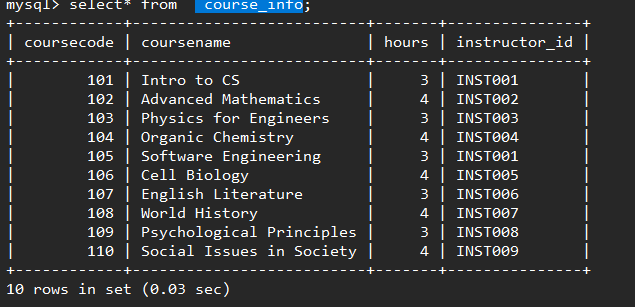 mysql> select* from  course_info;
+------------+--------------------------+-------+---------------+
| coursecode | coursename               | hours | instructor_id |
+------------+--------------------------+-------+---------------+
|        101 | Intro to CS              |     3 | INST001       |
|        102 | Advanced Mathematics     |     4 | INST002       |
|        103 | Physics for Engineers    |     3 | INST003       |
|        104 | Organic Chemistry        |     4 | INST004       |
|        105 | Software Engineering     |     3 | INST001       |
|        106 | Cell Biology             |     4 | INST005       |
|        107 | English Literature       |     3 | INST006       |
|        108 | World History            |     4 | INST007       |
|        109 | Psychological Principles |     3 | INST008       |
|        110 | Social Issues in Society |     4 | INST009       |
+------------+--------------------------+-------+---------------+
10 rows in set (0.03 sec)